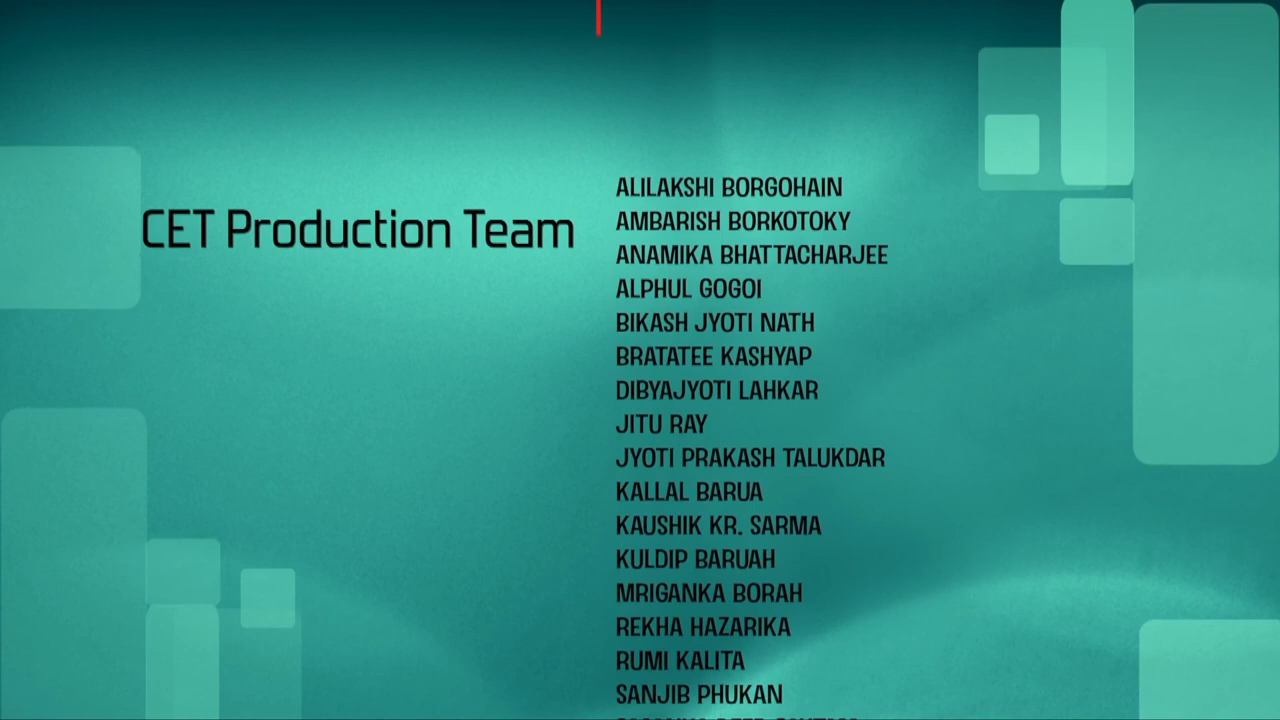 CET Production Team
ALILAKSHI BORGOHAIN
AMBARISH BORKOTOKY
ANAMIKA BHATTACHARJEE
ALPHUL GOGOI
BIKASH JYOTI NATH
BRATATEE KASHYAP
DIBYAJYOTI LAHKAR
JITU RAY
JYOTI PRAKASH TALUKDAR
KALLAL BARUA
KAUSHIK KR. SARMA
KULDIP BARUAH
MRIGANKA BORAH
REKHA HAZARIKA
RUMI KALITA
SANJIB PHUKAN